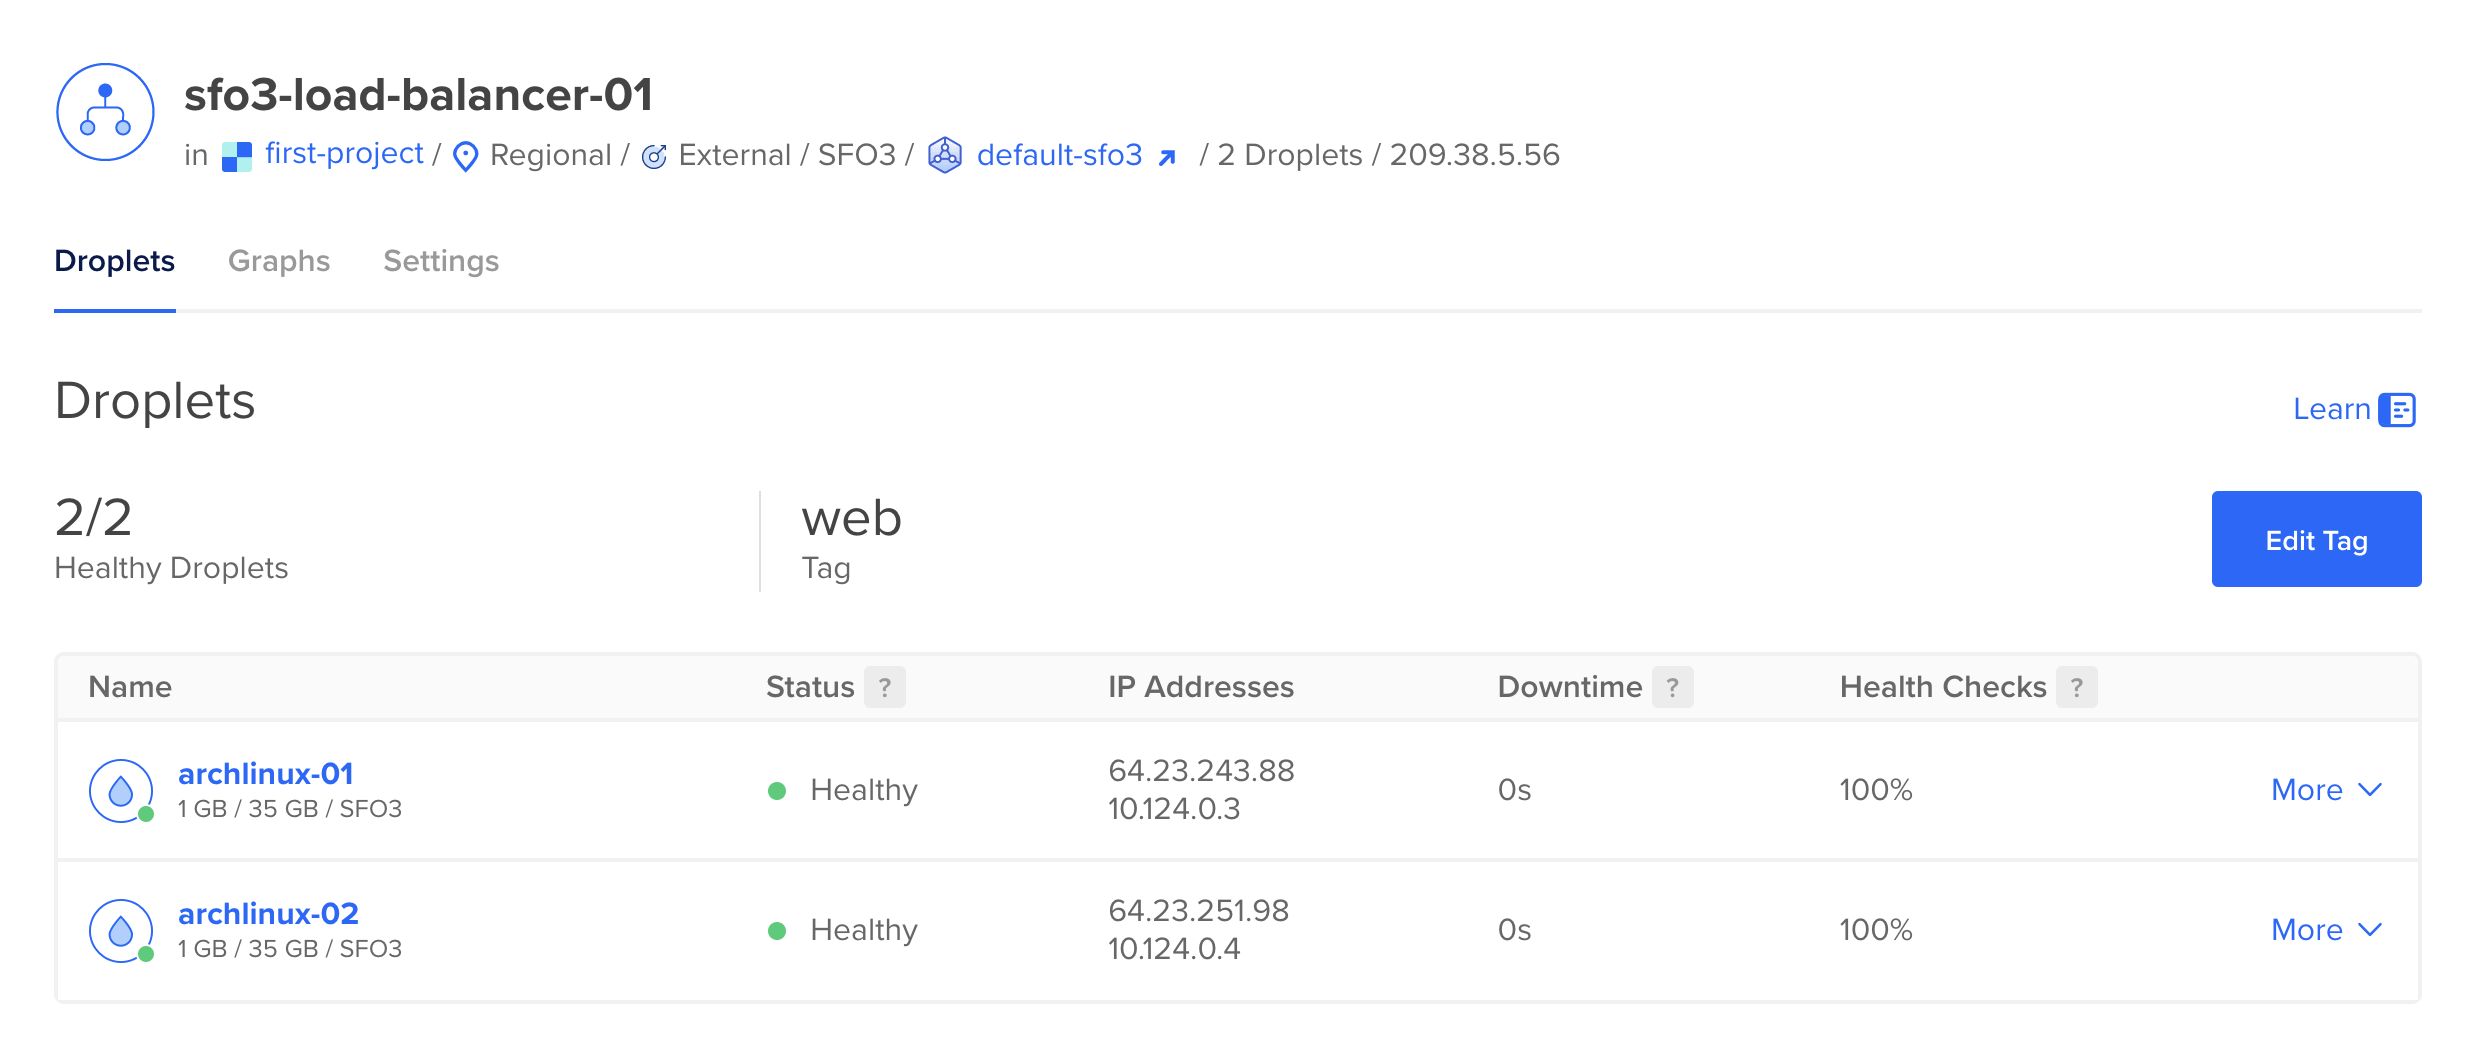 sfo3-load-balancer-01
in first-project / Regional / External / SFO3 / default-sfo3 / 2 Droplets / 209.38.5.56
Droplets Graphs Settings
Droplets
Learn
2/2
Healthy Droplets
web
Tag
Edit Tag
Name Status ? IP Addresses Downtime ? Health Checks ?
archlinux-01
1 GB / 35 GB / SFO3
Healthy
64.23.243.88
10.124.0.3
0s
100%
More
archlinux-02
1 GB / 35 GB / SFO3
Healthy
64.23.251.98
10.124.0.4
0s
100%
More